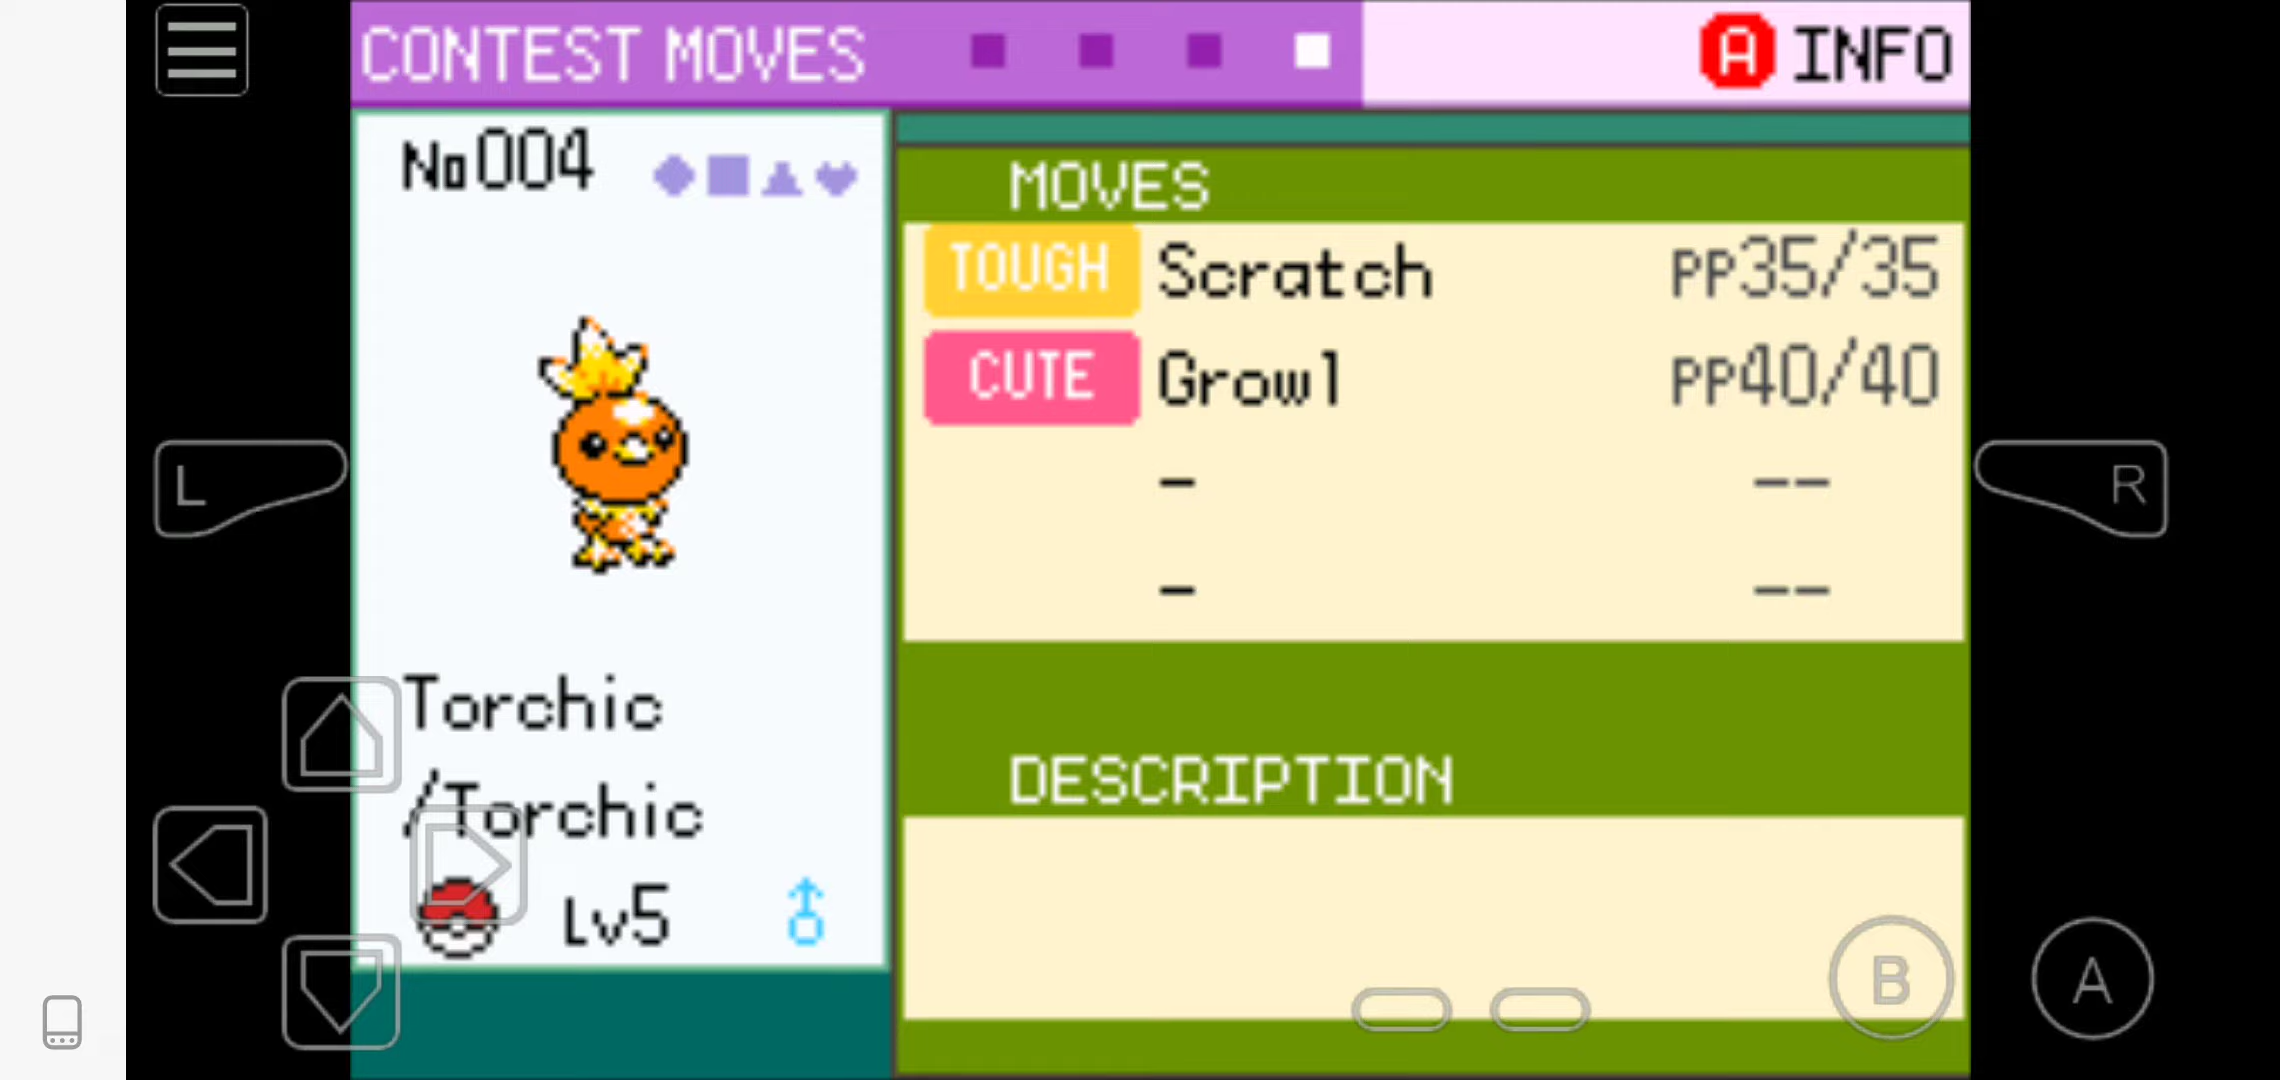 CONTEST MOVES
A INFO
No004
MOVES
TOUGH Scratch PP35/35
CUTE Growl PP40/40
- --
- --
Torchic
/Torchic
Lv5 ♂
DESCRIPTION
L
R
B
A